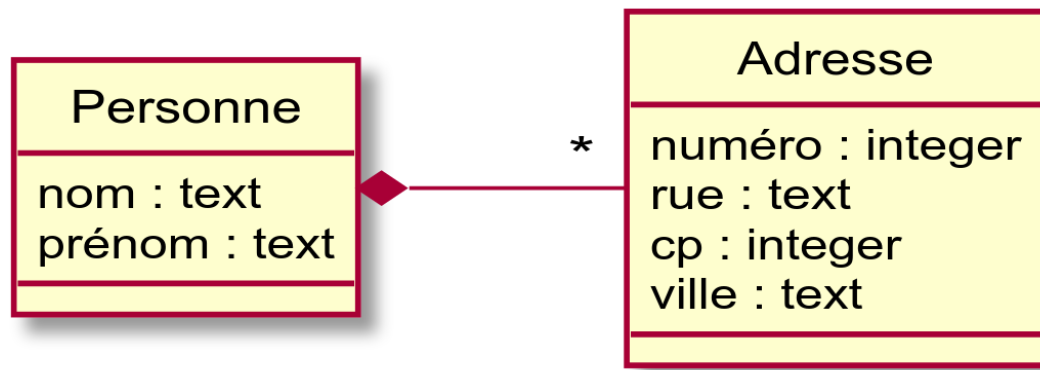 Personne
nom : text
prénom : text
*
Adresse
numéro : integer
rue : text
cp : integer
ville : text